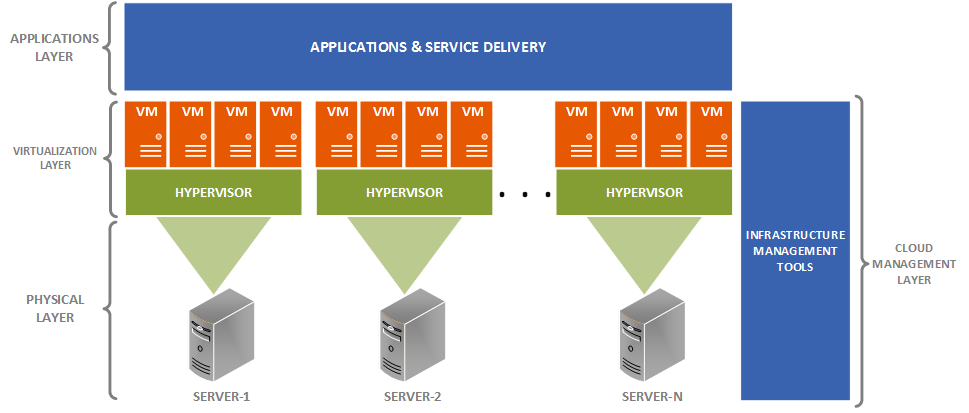 APPLICATIONS
LAYER
APPLICATIONS & SERVICE DELIVERY
VM VM VM VM
VM VM VM VM
VM VM VM VM
VIRTUALIZATION
LAYER
HYPERVISOR
HYPERVISOR
. . .
HYPERVISOR
INFRASTRUCTURE
MANAGEMENT
TOOLS
CLOUD
MANAGEMENT
LAYER
PHYSICAL
LAYER
SERVER-1
SERVER-2
SERVER-N